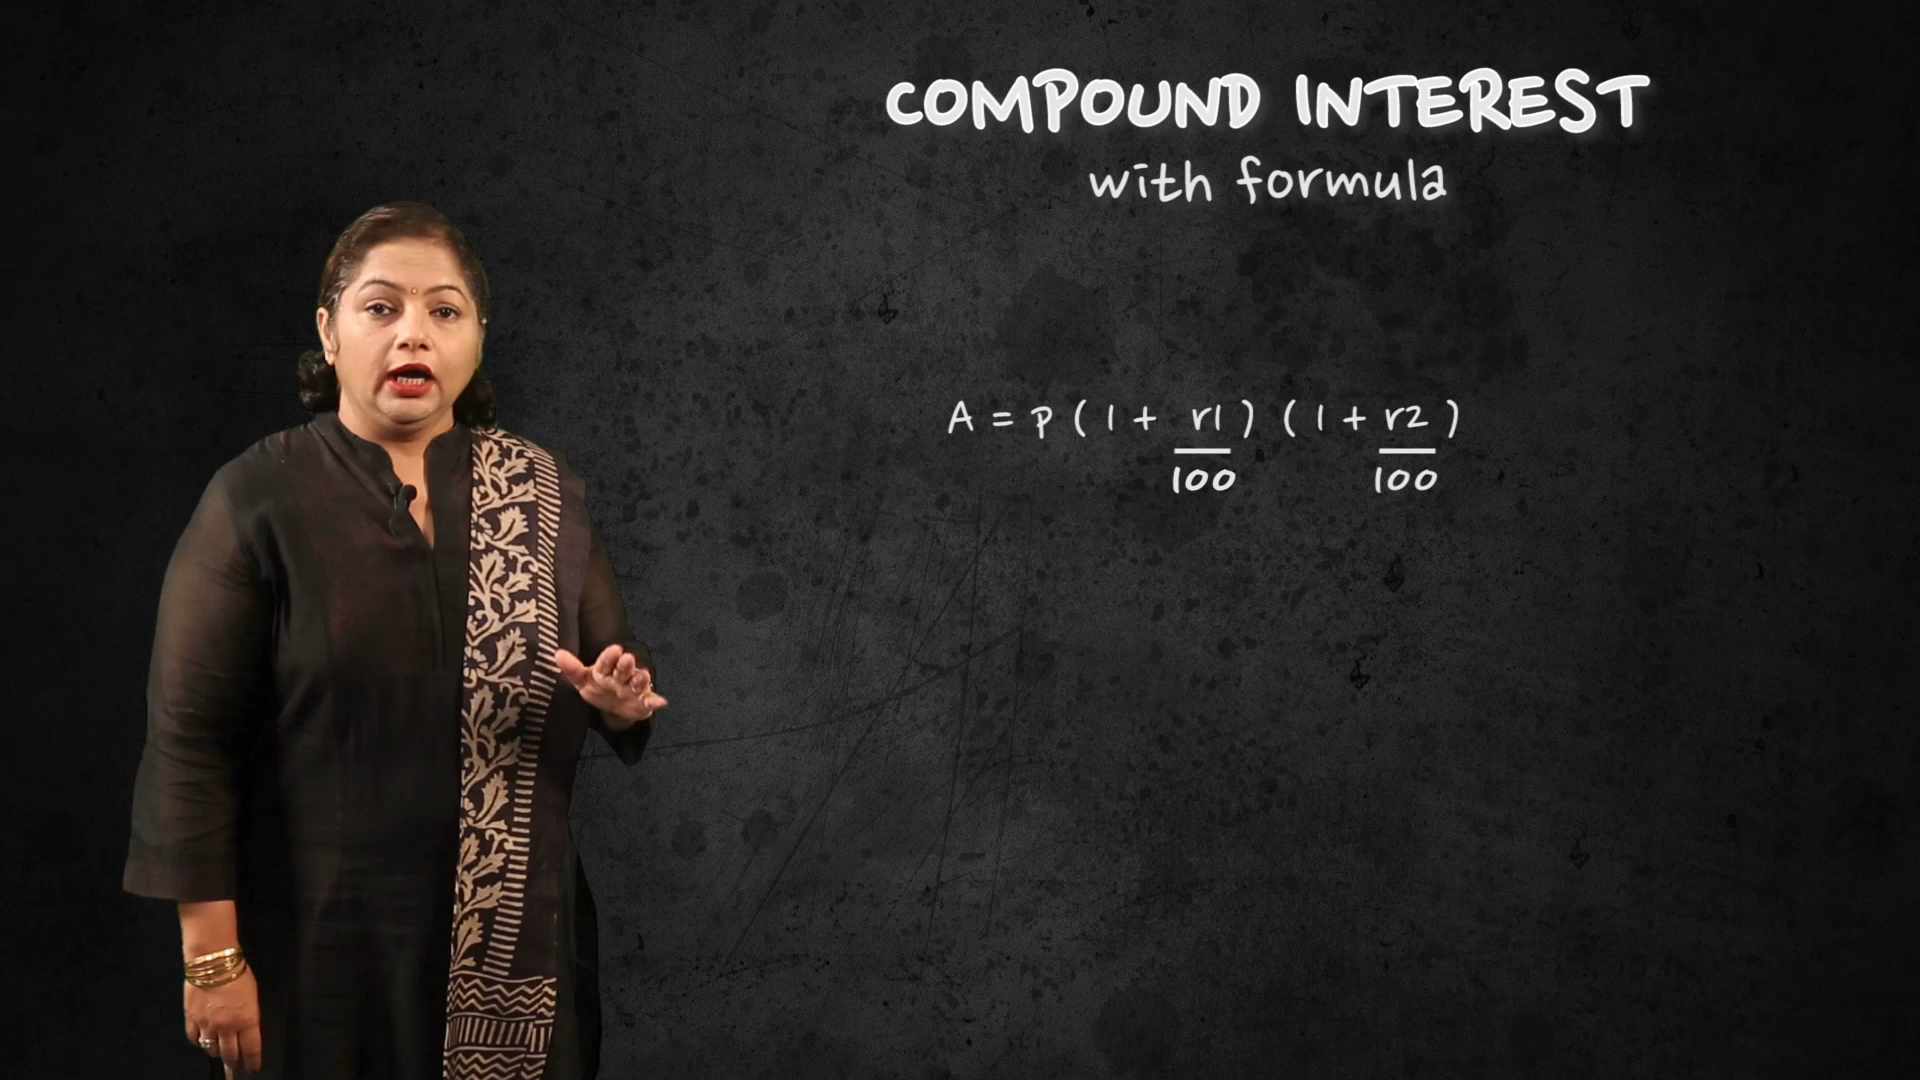 COMPOUND INTEREST
with formula
A = p ( 1 + r1 ) ( 1 + r2 )
100 100